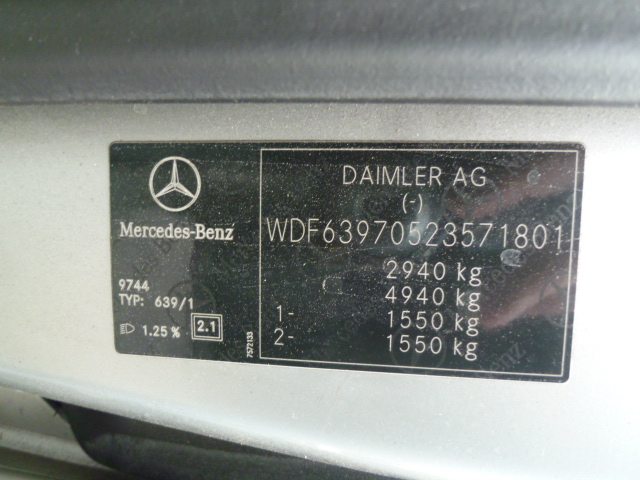 Mercedes-Benz
9744
TYP: 639/1
1.25 %
2.1
7572133
DAIMLER AG
(-)
WDF63970523571801
2940 kg
4940 kg
1- 1550 kg
2- 1550 kg